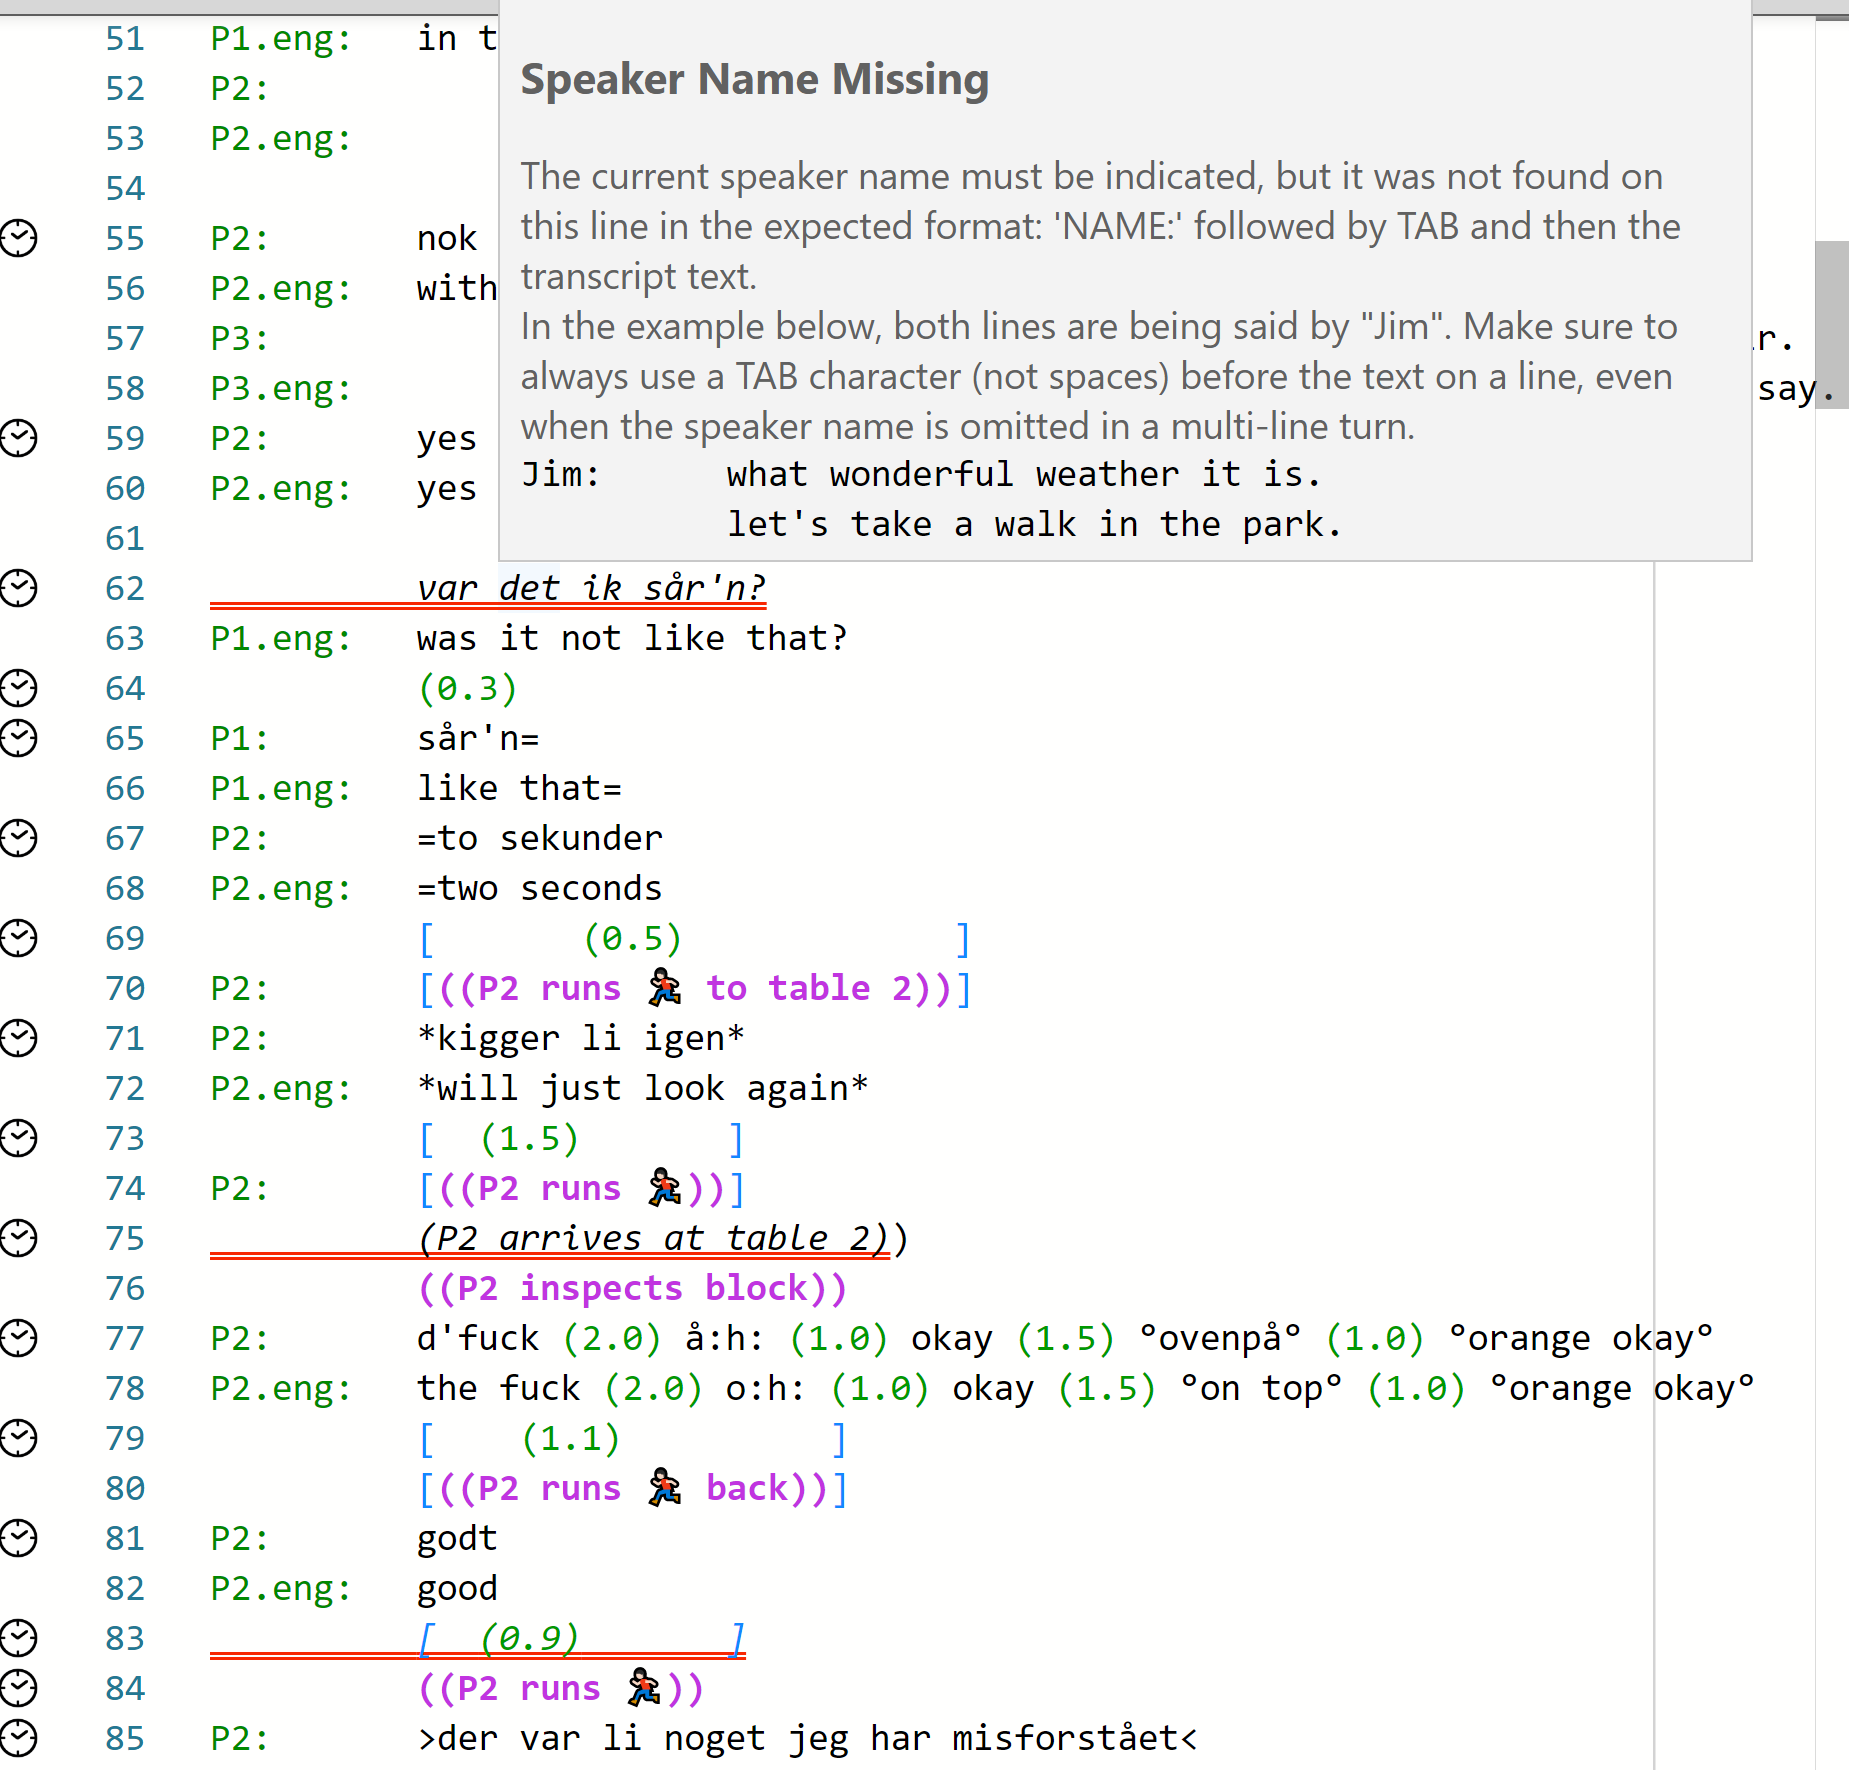 51 P1.eng: in t
52 P2:
53 P2.eng:
54
55 P2: nok
56 P2.eng: with
57 P3: r.
58 P3.eng: say.
59 P2: yes
60 P2.eng: yes
61
Speaker Name Missing
The current speaker name must be indicated, but it was not found on
this line in the expected format: 'NAME:' followed by TAB and then the
transcript text.
In the example below, both lines are being said by "Jim". Make sure to
always use a TAB character (not spaces) before the text on a line, even
when the speaker name is omitted in a multi-line turn.
Jim: what wonderful weather it is.
let's take a walk in the park.
62 var det ik sår'n?
63 P1.eng: was it not like that?
64 (0.3)
65 P1: sår'n=
66 P1.eng: like that=
67 P2: =to sekunder
68 P2.eng: =two seconds
69 [ (0.5) ]
70 P2: [((P2 runs 🏃 to table 2))]
71 P2: *kigger li igen*
72 P2.eng: *will just look again*
73 [ (1.5) ]
74 P2: [((P2 runs 🏃))]
75 (P2 arrives at table 2))
76 ((P2 inspects block))
77 P2: d'fuck (2.0) å:h: (1.0) okay (1.5) °ovenpå° (1.0) °orange okay°
78 P2.eng: the fuck (2.0) o:h: (1.0) okay (1.5) °on top° (1.0) °orange okay°
79 [ (1.1) ]
80 [((P2 runs 🏃 back))]
81 P2: godt
82 P2.eng: good
83 [ (0.9) ]
84 ((P2 runs 🏃))
85 P2: >der var li noget jeg har misforstået<